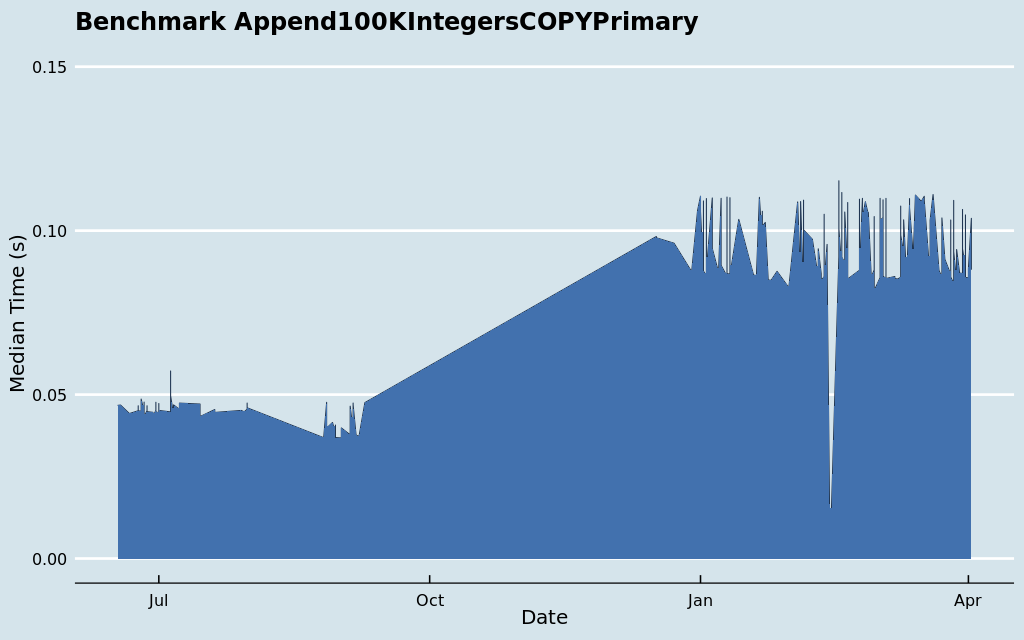 Benchmark Append100KIntegersCOPYPrimary
0.15
0.10
0.05
0.00
Median Time (s)
Jul
Oct
Jan
Apr
Date